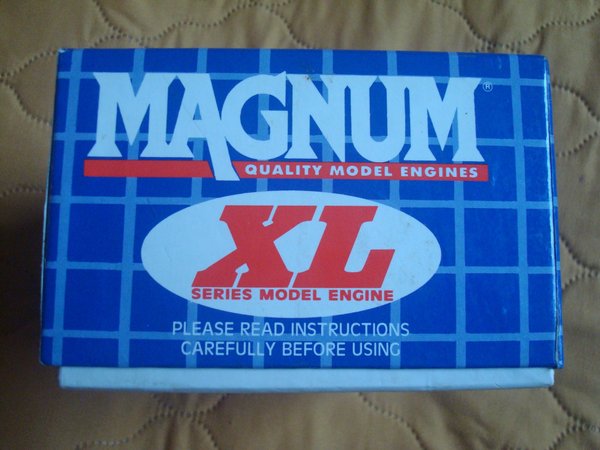 MAGNUM®
QUALITY MODEL ENGINES
XL
SERIES MODEL ENGINE
PLEASE READ INSTRUCTIONS
CAREFULLY BEFORE USING